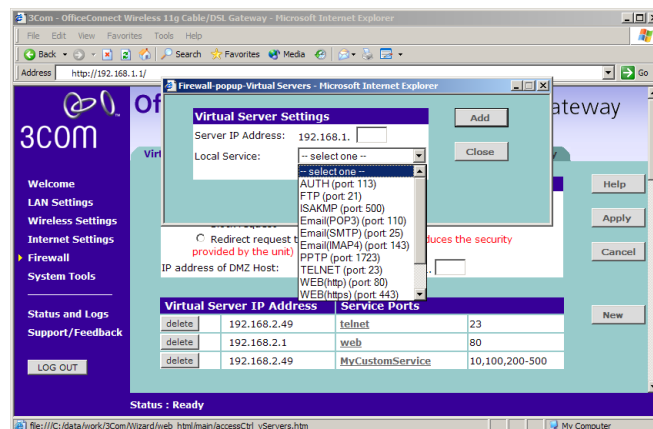 3Com - OfficeConnect Wireless 11g Cable/DSL Gateway - Microsoft Internet Explorer
File Edit View Favorites Tools Help
Back Search Favorites Media
Address http://192.168.1.1/ Go
3COM
Of
ateway
Firewall-popup-Virtual Servers - Microsoft Internet Explorer
Virtual Server Settings
Server IP Address: 192.168.1.
Local Service: -- select one --
-- select one --
AUTH (port 113)
FTP (port 21)
ISAKMP (port 500)
Email(POP3) (port 110)
Email(SMTP) (port 25)
Email(IMAP4) (port 143)
PPTP (port 1723)
TELNET (port 23)
WEB(http) (port 80)
WEB(https) (port 443)
Add
Close
Virt
Welcome
LAN Settings
Wireless Settings
Internet Settings
Firewall
System Tools
Status and Logs
Support/Feedback
LOG OUT
Redirect request t
duces the security
provided by the unit)
IP address of DMZ Host:
Help
Apply
Cancel
New
Virtual Server IP Address Service Ports
delete 192.168.2.49 telnet 23
delete 192.168.2.1 web 80
delete 192.168.2.49 MyCustomService 10,100,200-500
Status : Ready
file:///C:/data/work/3Com/Wizard/web_html/main/accessCtrl_vServers.htm My Computer